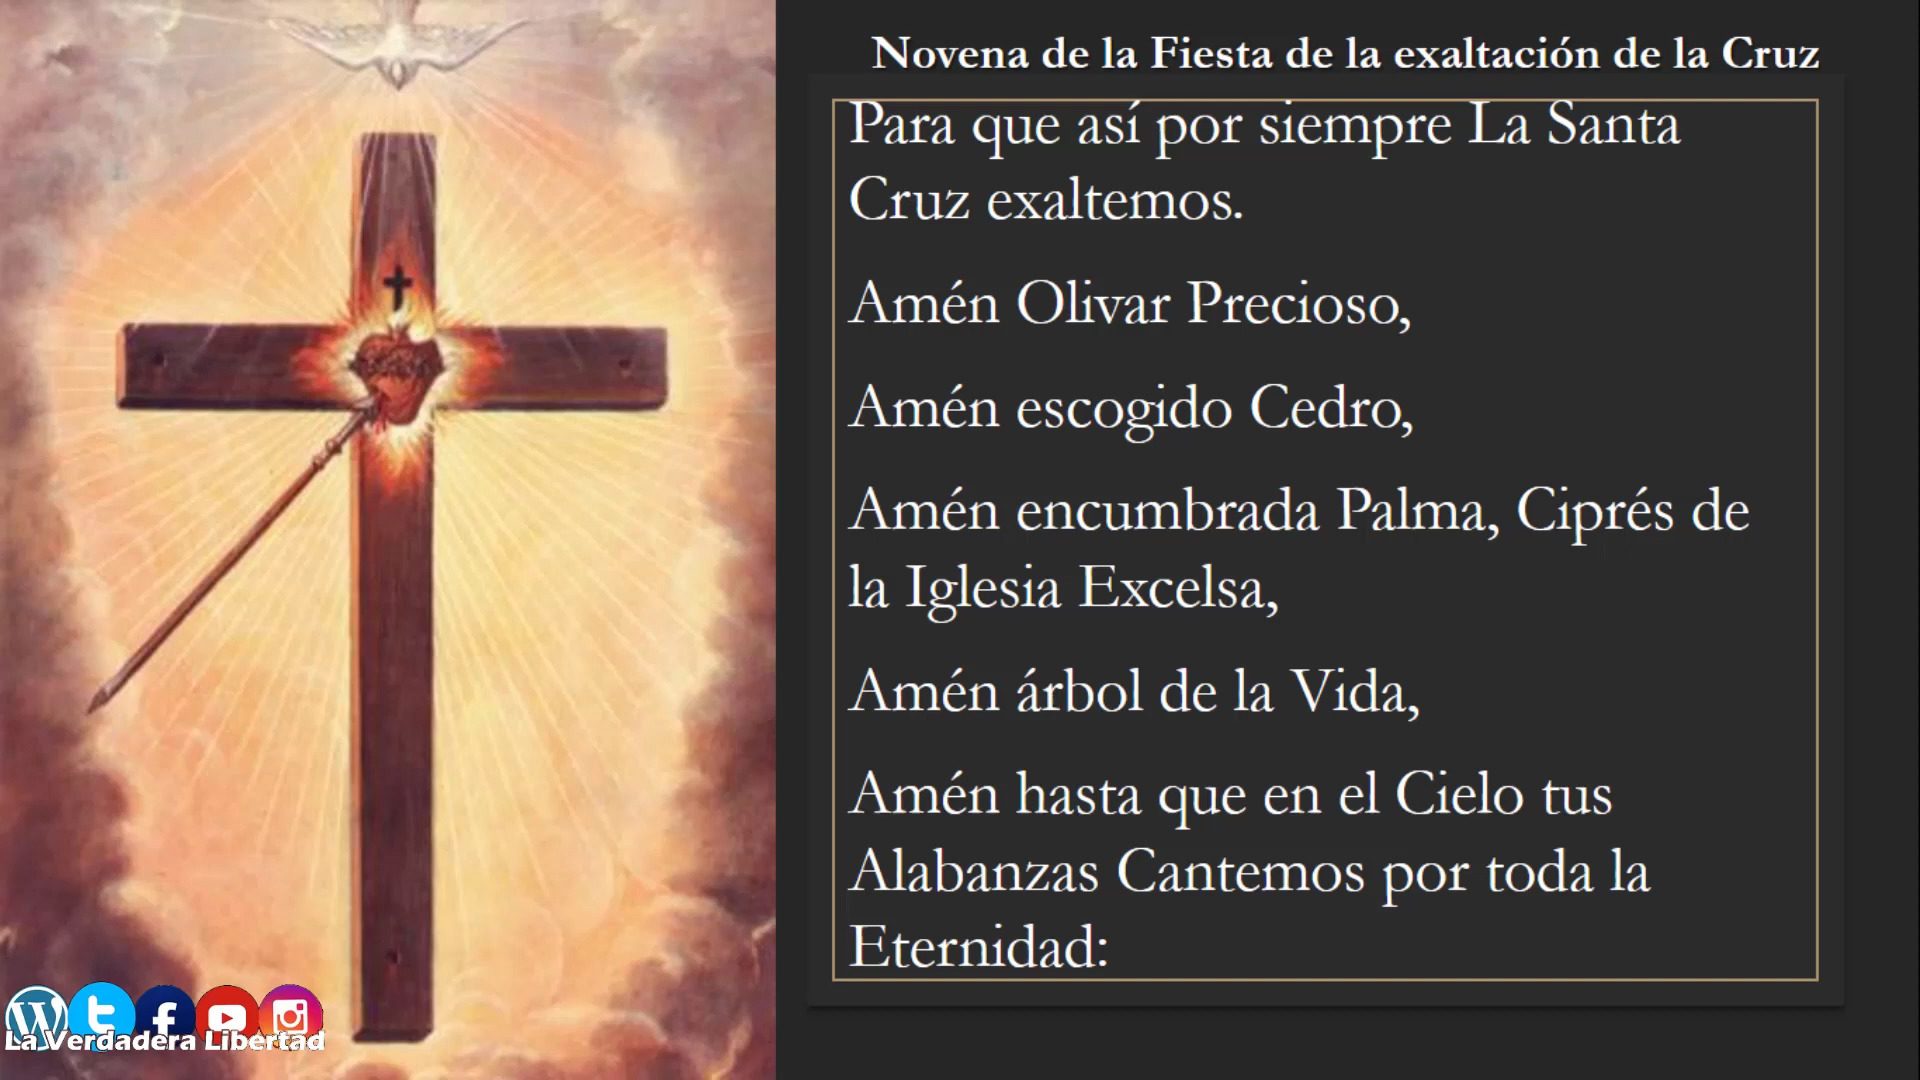 Novena de la Fiesta de la exaltación de la Cruz
Para que así por siempre La Santa
Cruz exaltemos.
Amén Olivar Precioso,
Amén escogido Cedro,
Amén encumbrada Palma, Ciprés de
la Iglesia Excelsa,
Amén árbol de la Vida,
Amén hasta que en el Cielo tus
Alabanzas Cantemos por toda la
Eternidad:
La Verdadera Libertad